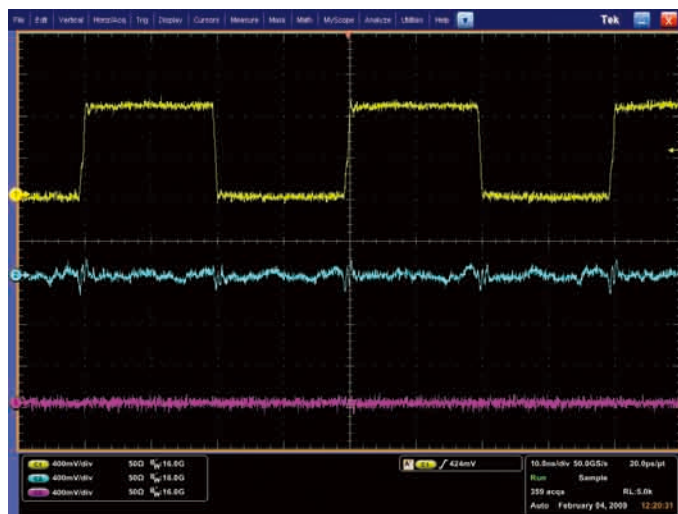 File Edit Vertical Horiz/Acq Trig Display Cursors Measure Mask Math MyScope Analyze Utilities Help Tek X
C1 400mV/div 50Ω BW:16.0G
400mV/div 50Ω BW:16.0G
400mV/div 50Ω BW:16.0G
A' C1 424mV
10.0ns/div 50.0GS/s 20.0ps/pt
Run Sample
359 acqs RL:5.0k
Auto February 04, 2009 12:20:31